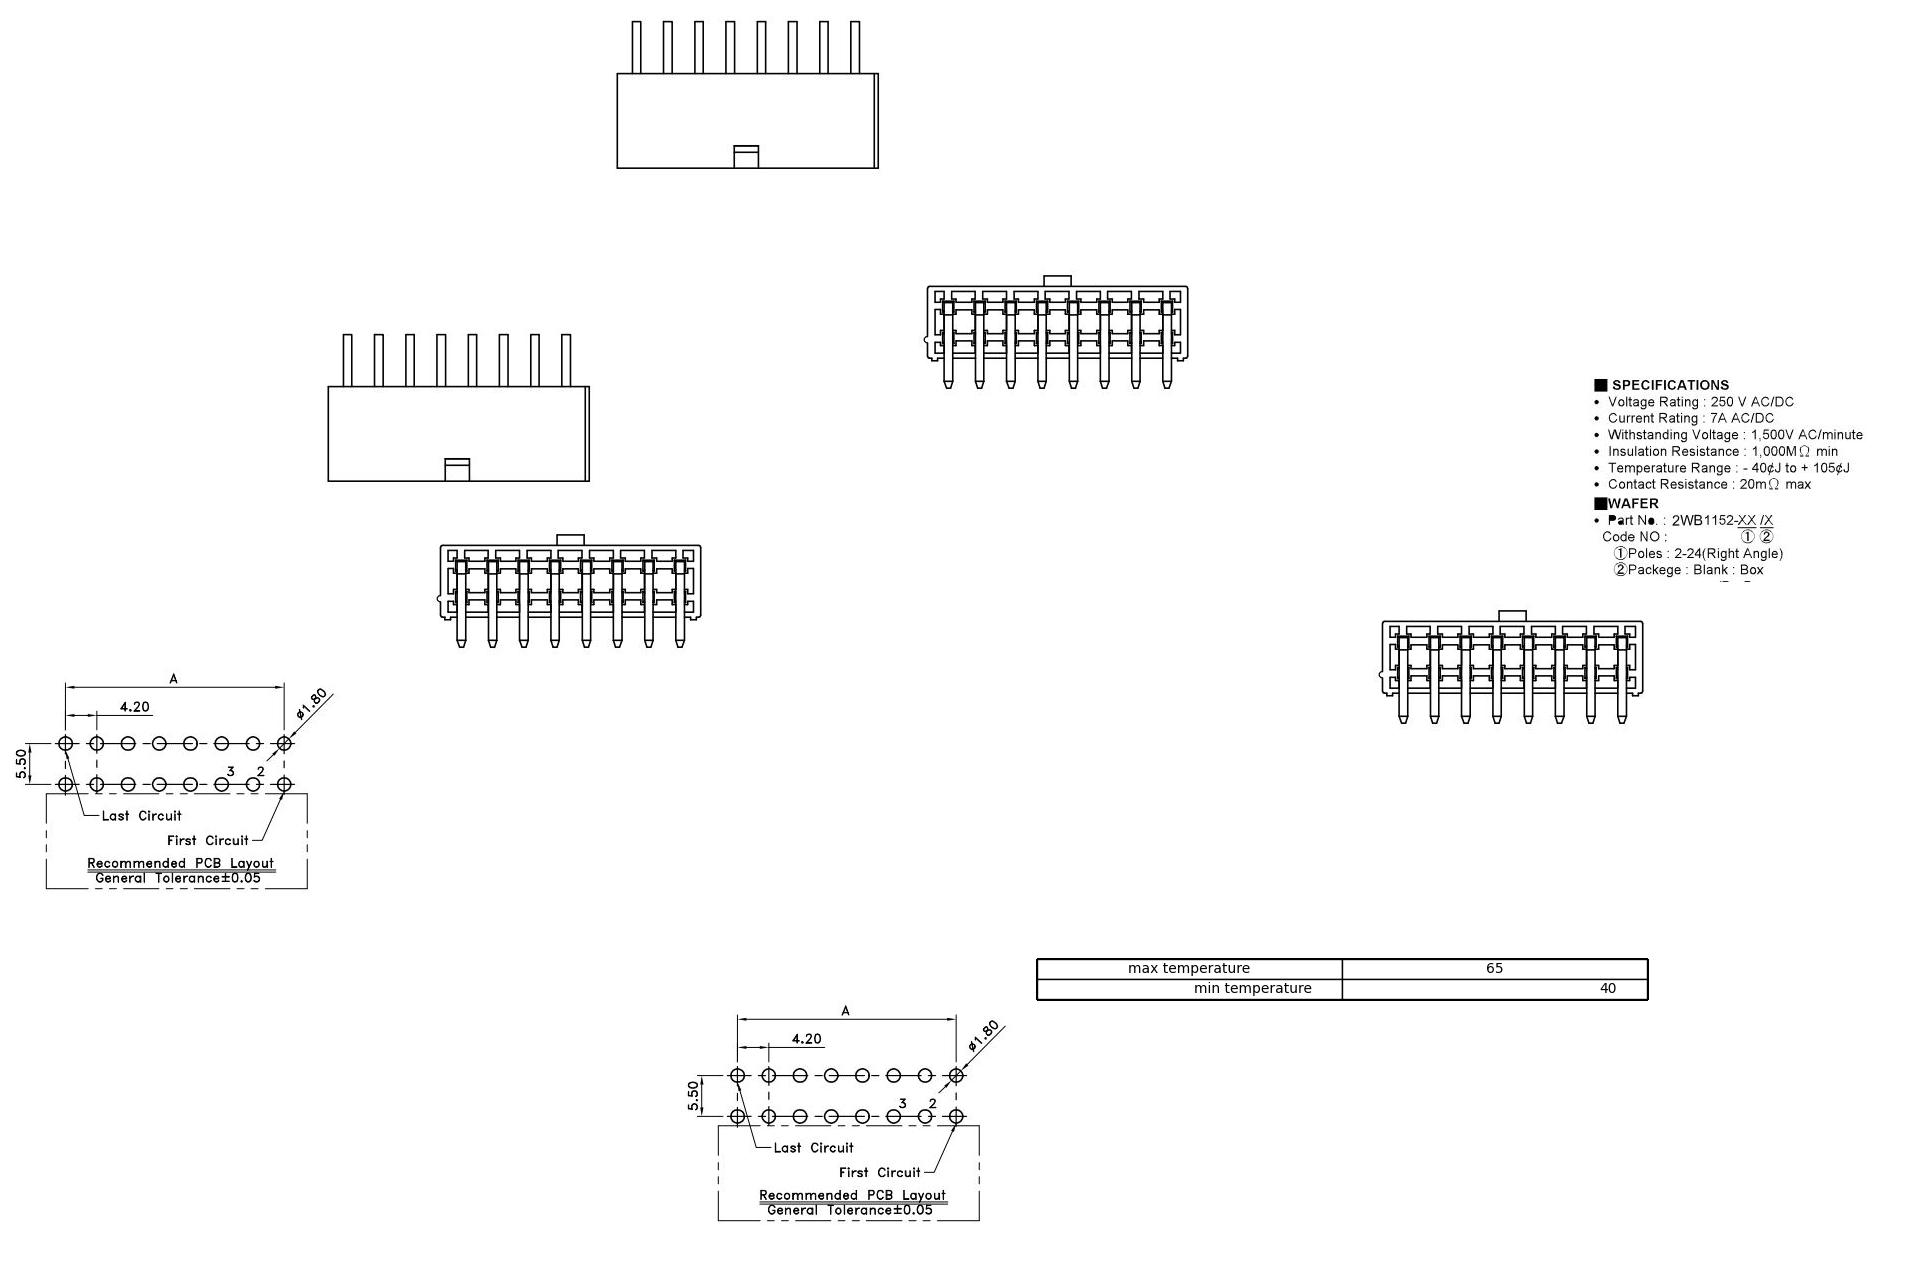 ■ SPECIFICATIONS
• Voltage Rating : 250 V AC/DC
• Current Rating : 7A AC/DC
• Withstanding Voltage : 1,500V AC/minute
• Insulation Resistance : 1,000MΩ min
• Temperature Range : - 40¢J to + 105¢J
• Contact Resistance : 20mΩ max
■WAFER
• Part No. : 2WB1152-XX /X
Code NO : ① ②
①Poles : 2-24(Right Angle)
②Packege : Blank : Box
A
4.20
ø1.80
5.50
3 2
Last Circuit
First Circuit
Recommended PCB Layout
General Tolerance±0.05
max temperature 65
min temperature 40
A
4.20
ø1.80
5.50
3 2
Last Circuit
First Circuit
Recommended PCB Layout
General Tolerance±0.05